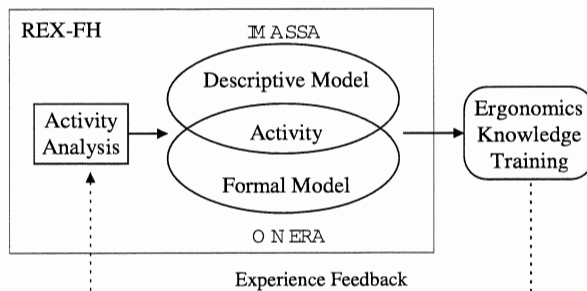 REX-FH
IMASSA
Descriptive Model
Activity
Analysis
Activity
Formal Model
Ergonomics
Knowledge
Training
ONERA
Experience Feedback